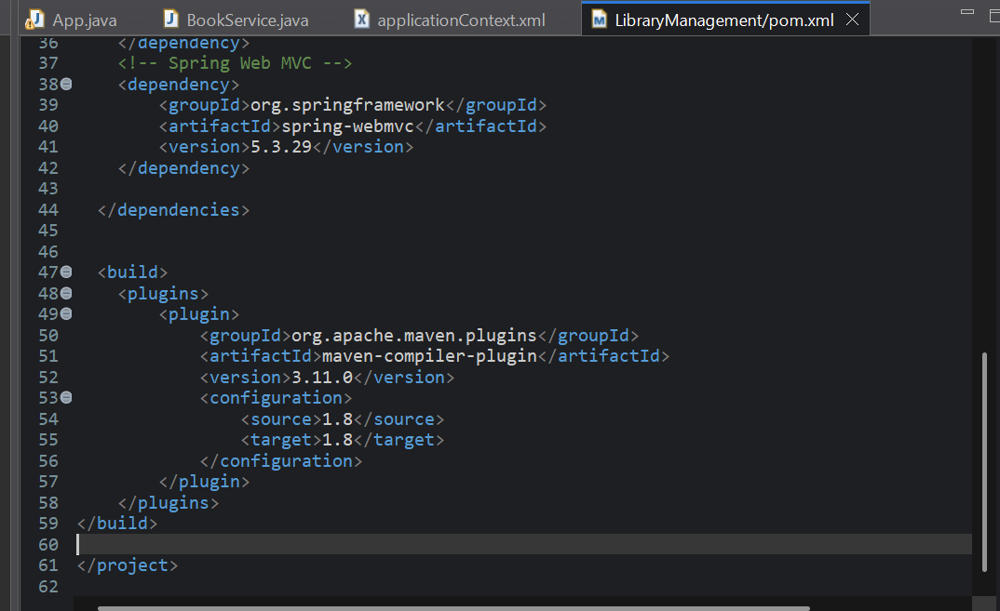 App.java BookService.java applicationContext.xml LibraryManagement/pom.xml
36 </dependency>
37 <!-- Spring Web MVC -->
38 <dependency>
39 <groupId>org.springframework</groupId>
40 <artifactId>spring-webmvc</artifactId>
41 <version>5.3.29</version>
42 </dependency>
43
44 </dependencies>
45
46
47 <build>
48 <plugins>
49 <plugin>
50 <groupId>org.apache.maven.plugins</groupId>
51 <artifactId>maven-compiler-plugin</artifactId>
52 <version>3.11.0</version>
53 <configuration>
54 <source>1.8</source>
55 <target>1.8</target>
56 </configuration>
57 </plugin>
58 </plugins>
59 </build>
60
61 </project>
62